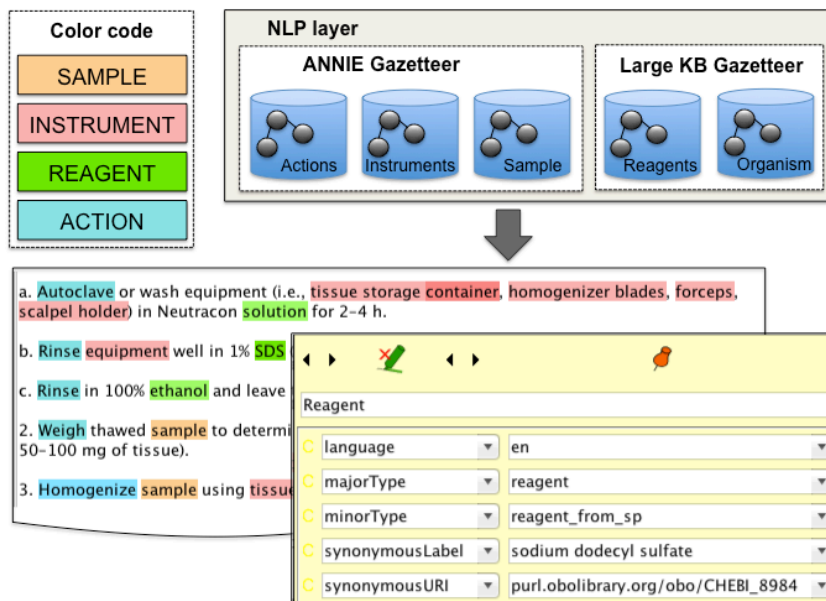 Color code
SAMPLE
INSTRUMENT
REAGENT
ACTION
NLP layer
ANNIE Gazetteer
Actions
Instruments
Sample
Large KB Gazetteer
Reagents
Organism
a. Autoclave or wash equipment (i.e., tissue storage container, homogenizer blades, forceps,
scalpel holder) in Neutracon solution for 2–4 h.
b. Rinse equipment well in 1% SDS (
c. Rinse in 100% ethanol and leave
2. Weigh thawed sample to determi
50–100 mg of tissue).
3. Homogenize sample using tissue
Reagent
C language en
C majorType reagent
C minorType reagent_from_sp
C synonymousLabel sodium dodecyl sulfate
C synonymousURI purl.obolibrary.org/obo/CHEBI_8984